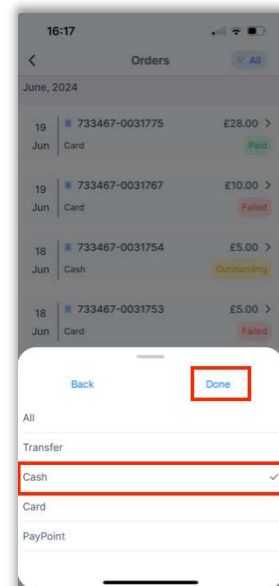 16:17
Orders
All
June, 2024
19 Jun 733467-0031775 £28.00
Card Paid
19 Jun 733467-0031767 £10.00
Card Failed
18 Jun 733467-0031754 £5.00
Cash Outstanding
18 Jun 733467-0031753 £5.00
Card Failed
Back Done
All
Transfer
Cash
Card
PayPoint